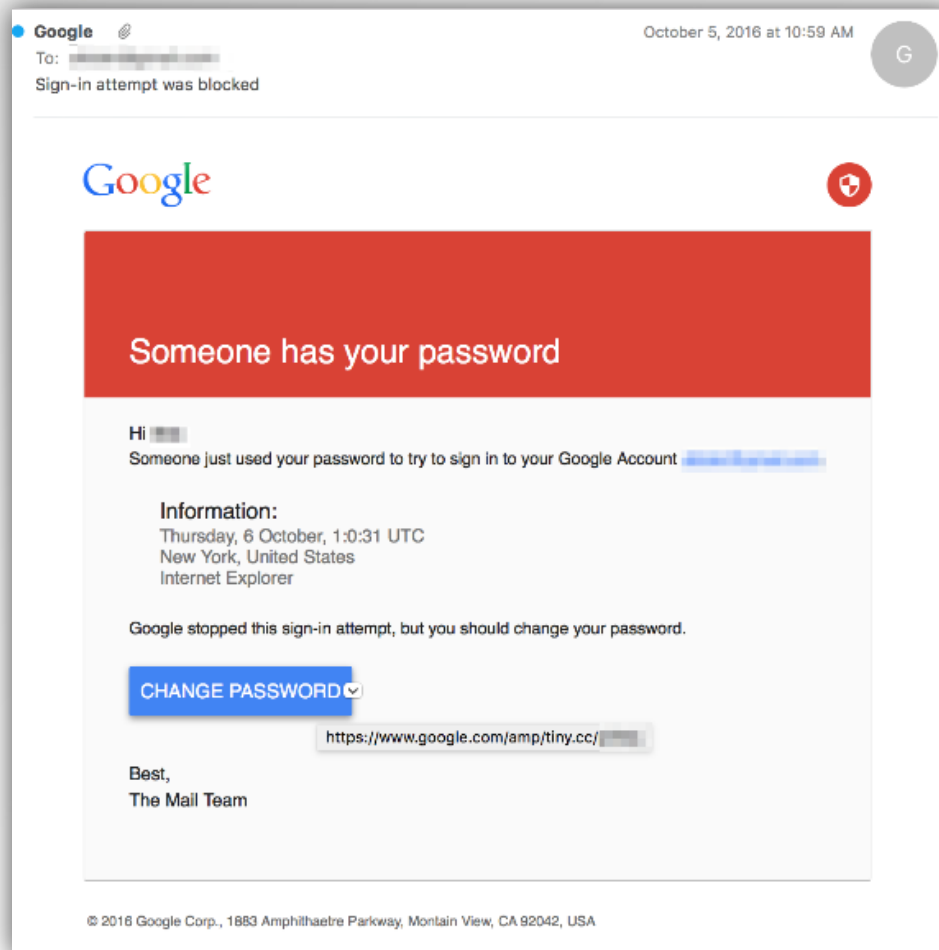 Google
October 5, 2016 at 10:59 AM
G
To:
Sign-in attempt was blocked
Google
Someone has your password
Hi
Someone just used your password to try to sign in to your Google Account
Information:
Thursday, 6 October, 1:0:31 UTC
New York, United States
Internet Explorer
Google stopped this sign-in attempt, but you should change your password.
CHANGE PASSWORD
https://www.google.com/amp/tiny.cc/
Best,
The Mail Team
© 2016 Google Corp., 1883 Amphithaetre Parkway, Montain View, CA 92042, USA